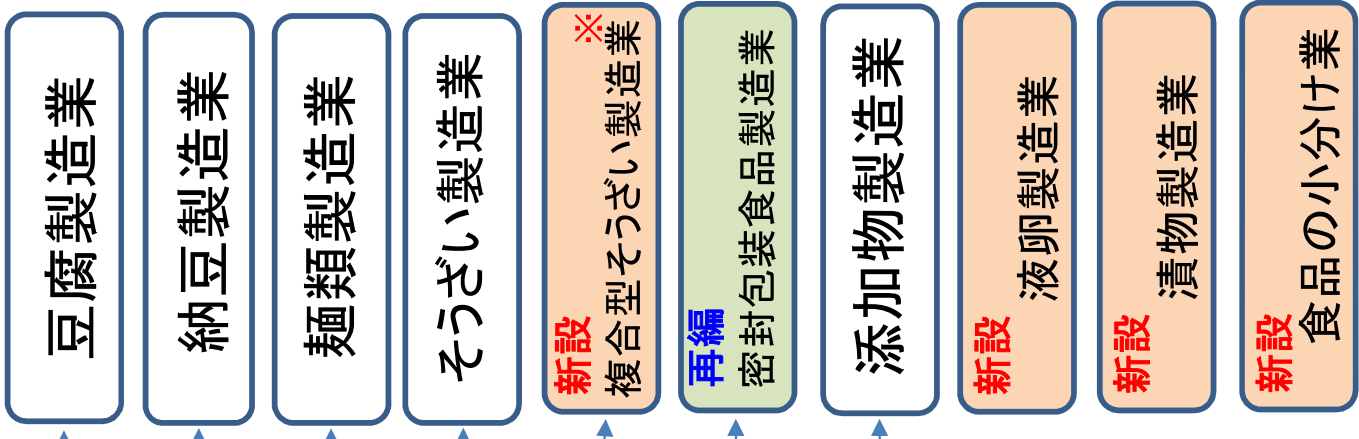 豆腐製造業
納豆製造業
麺類製造業
そうざい製造業
新設
複合型そうざい製造業※
再編
密封包装食品製造業
添加物製造業
新設
液卵製造業
新設
漬物製造業
新設
食品の小分け業